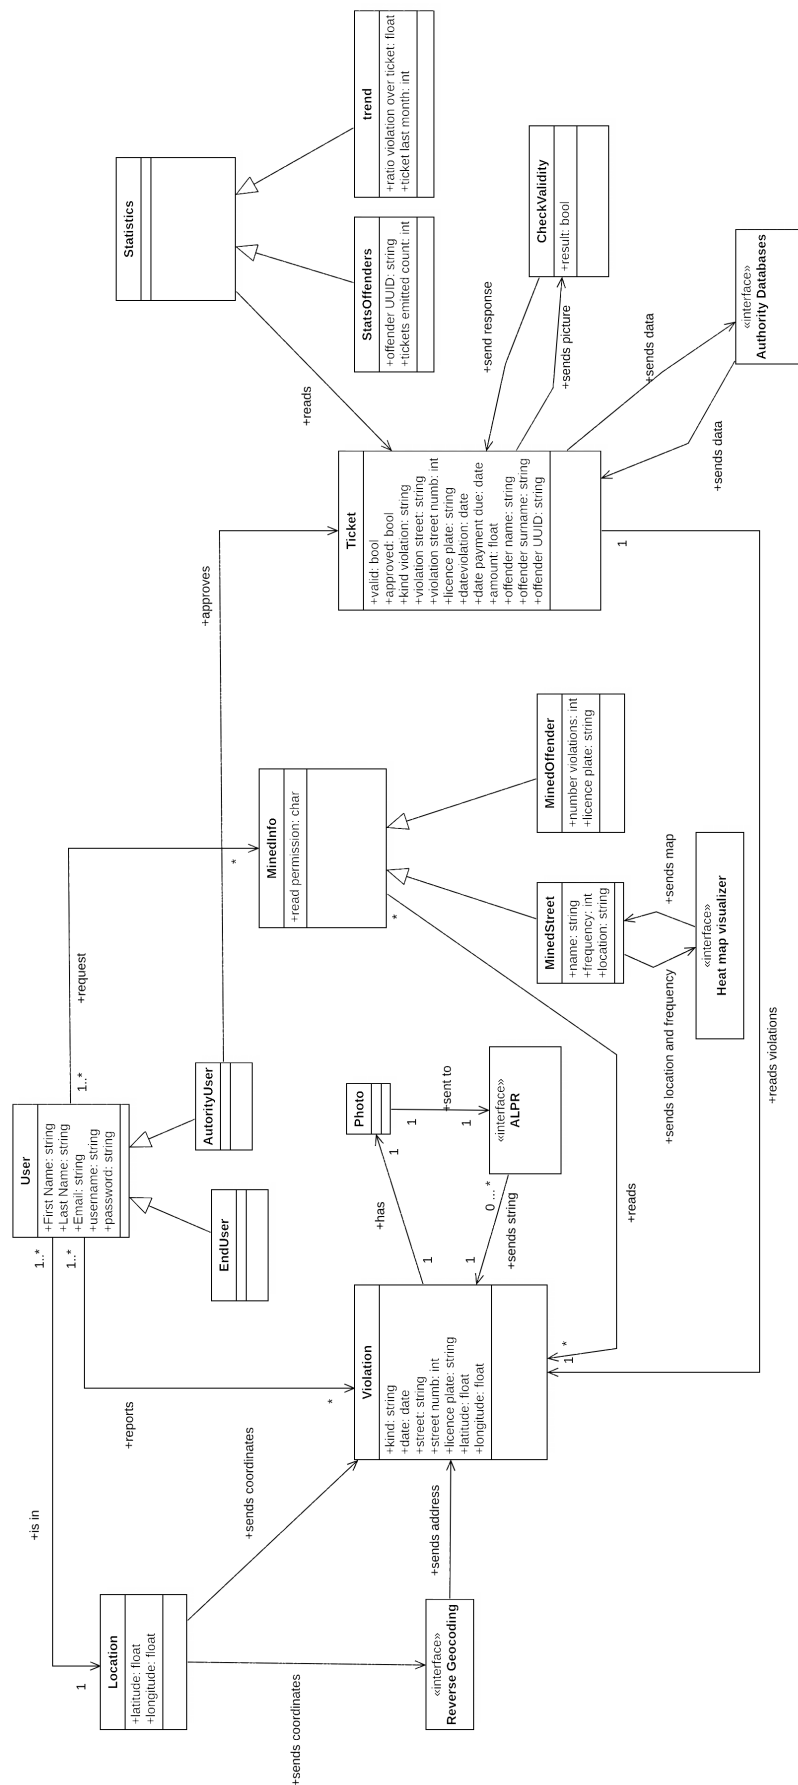 Statistics
trend
+ratio violation over ticket: float
+ticket last month: int
StatsOffenders
+offender UUID: string
+tickets emitted count: int
CheckValidity
+result: bool
«interface»
Authority Databases
+reads
+send response
+sends picture
+sends data
+sends data
Ticket
+valid: bool
+approved: bool
+kind violation: string
+violation street: string
+violation street numb: int
+licence plate: string
+dateviolation: date
+date payment due: date
+amount: float
+offender name: string
+offender surname: string
+offender UUID: string
1
+approves
MinedInfo
+read permission: char
*
*
MinedOffender
+number violations: int
+licence plate: string
MinedStreet
+name: string
+frequency: int
+location: string
+sends map
+sends location and frequency
«interface»
Heat map visualizer
+reads violations
+request
1..*
User
+First Name: string
+Last Name: string
+Email: string
+username: string
+password: string
1..*
1..*
AutorityUser
EndUser
Photo
1
+sent to
1
«interface»
ALPR
1
+has
1
0 ... *
+sends string
1
+reads
Violation
+kind: string
+date: date
+street: string
+street numb: int
+licence plate: string
+latitude: float
+longitude: float
*
1
*
+reports
+is in
1
+sends coordinates
Location
+latitude: float
+longitude: float
+sends coordinates
+sends address
«interface»
Reverse Geocoding